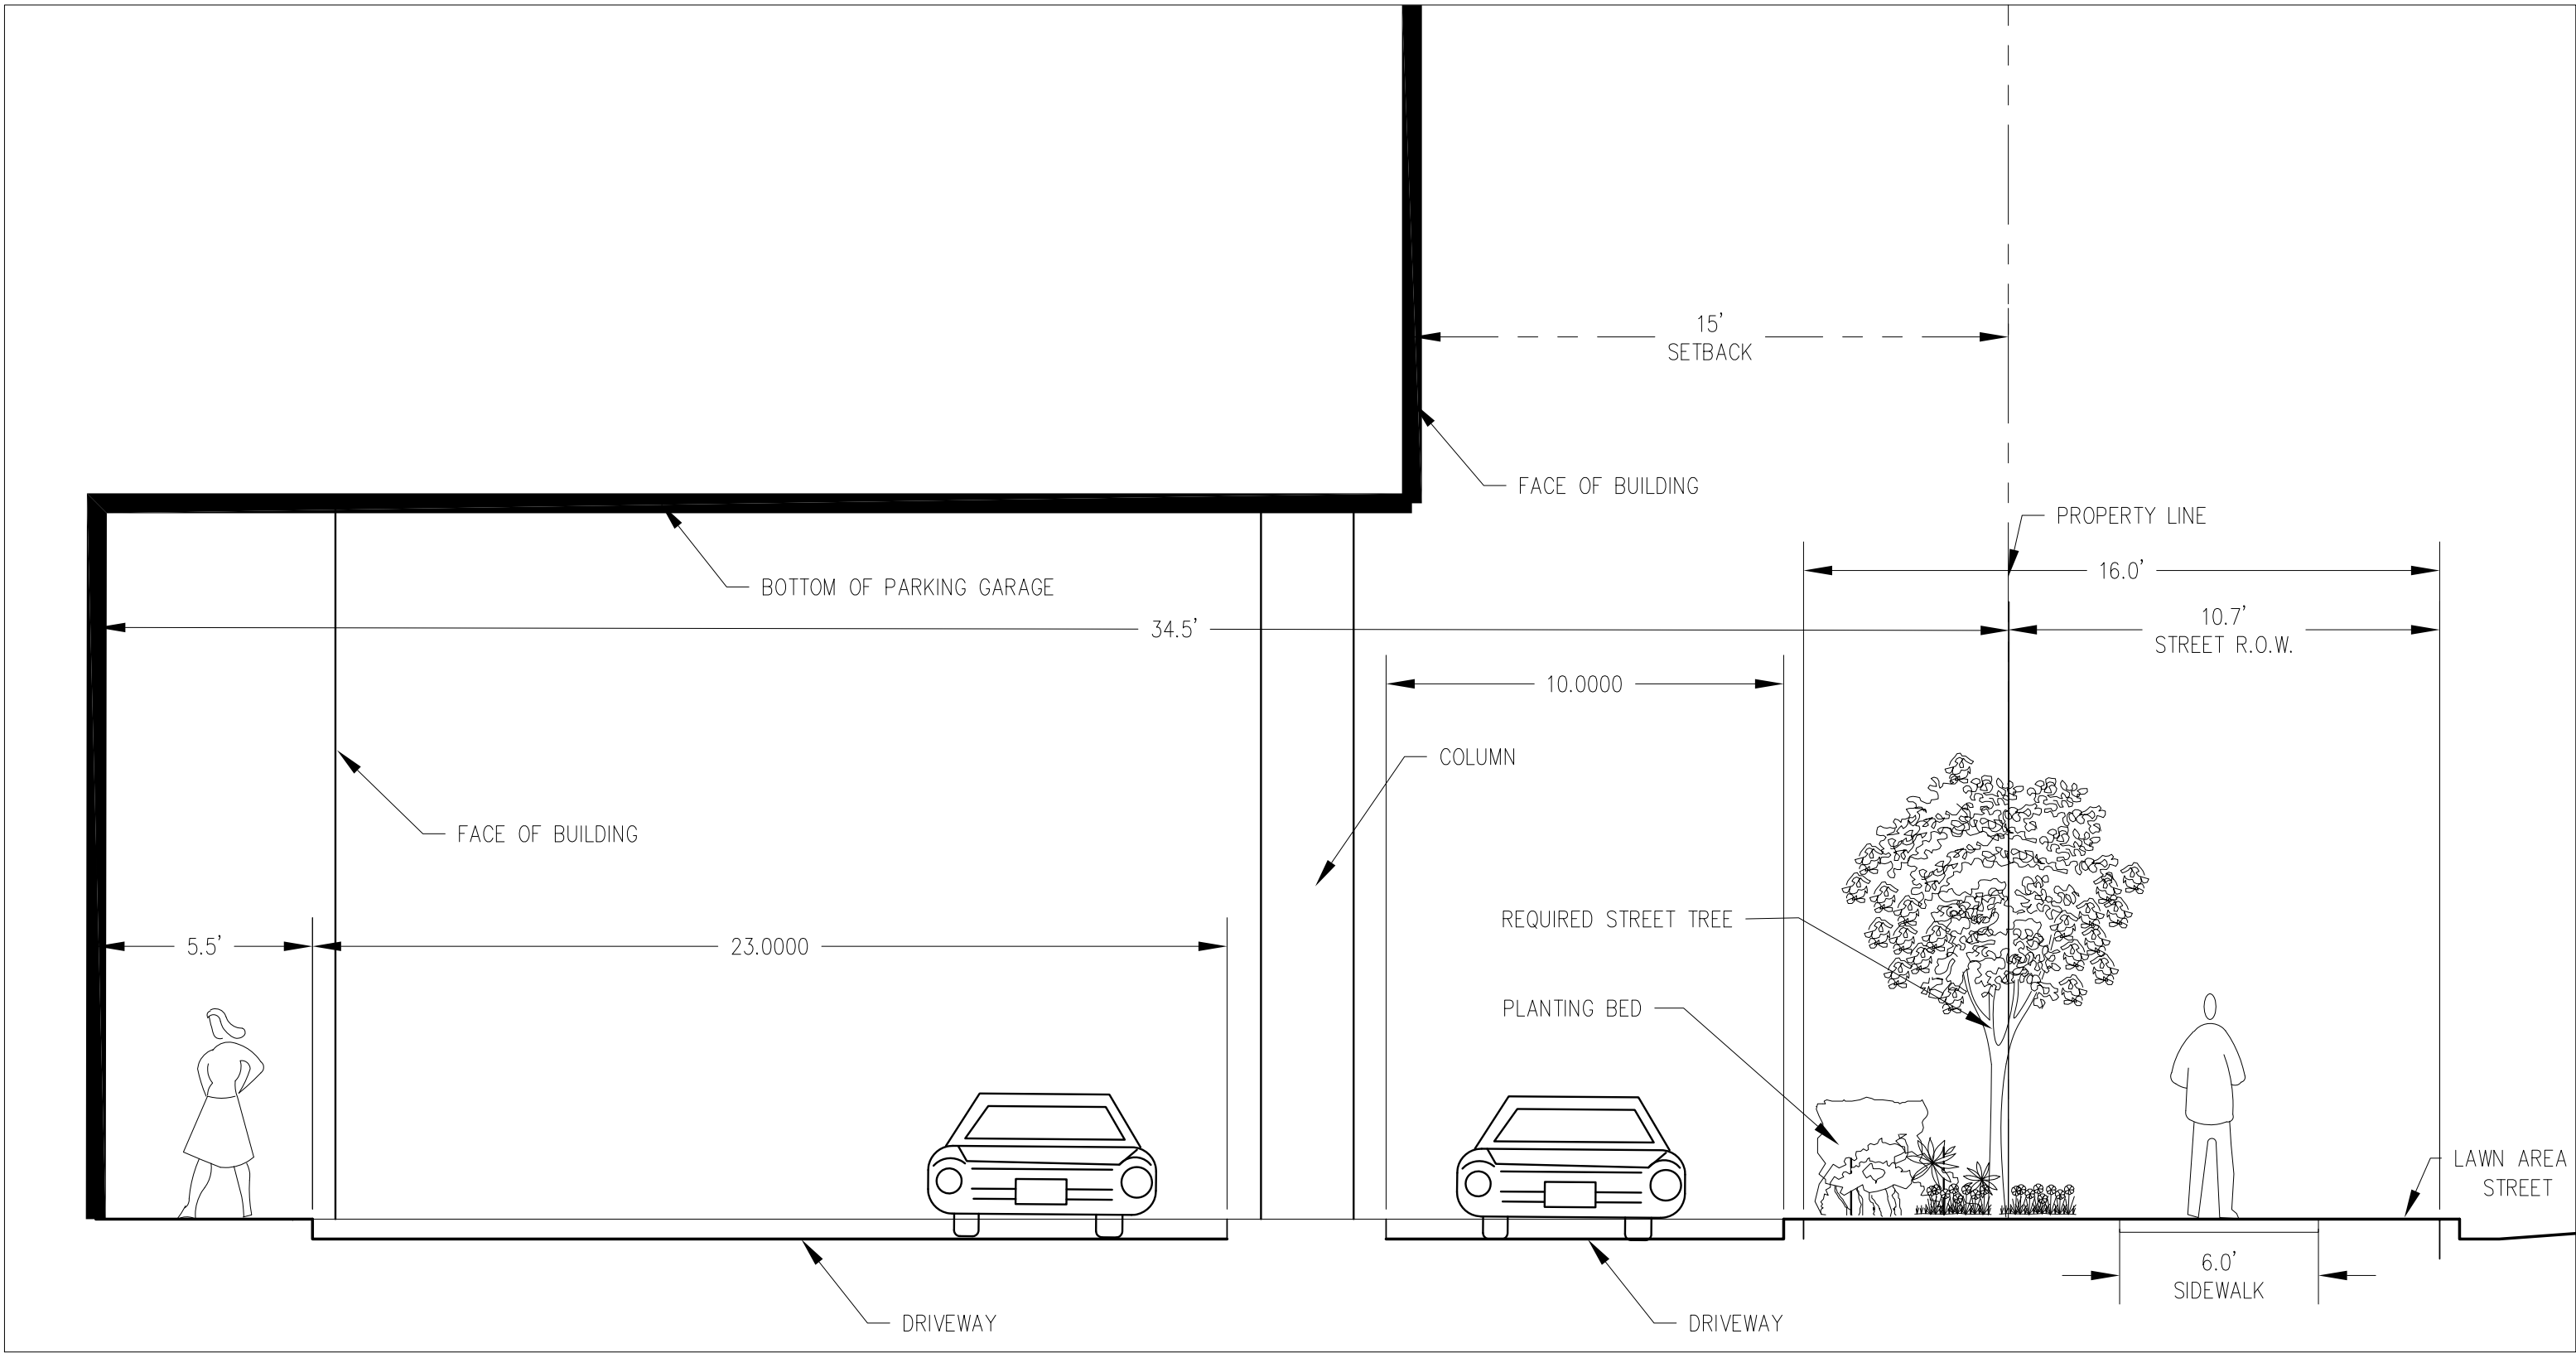 15'
SETBACK
FACE OF BUILDING
PROPERTY LINE
16.0'
BOTTOM OF PARKING GARAGE
34.5'
10.7'
STREET R.O.W.
10.0000
COLUMN
FACE OF BUILDING
REQUIRED STREET TREE
5.5'
23.0000
PLANTING BED
LAWN AREA
STREET
6.0'
SIDEWALK
DRIVEWAY
DRIVEWAY